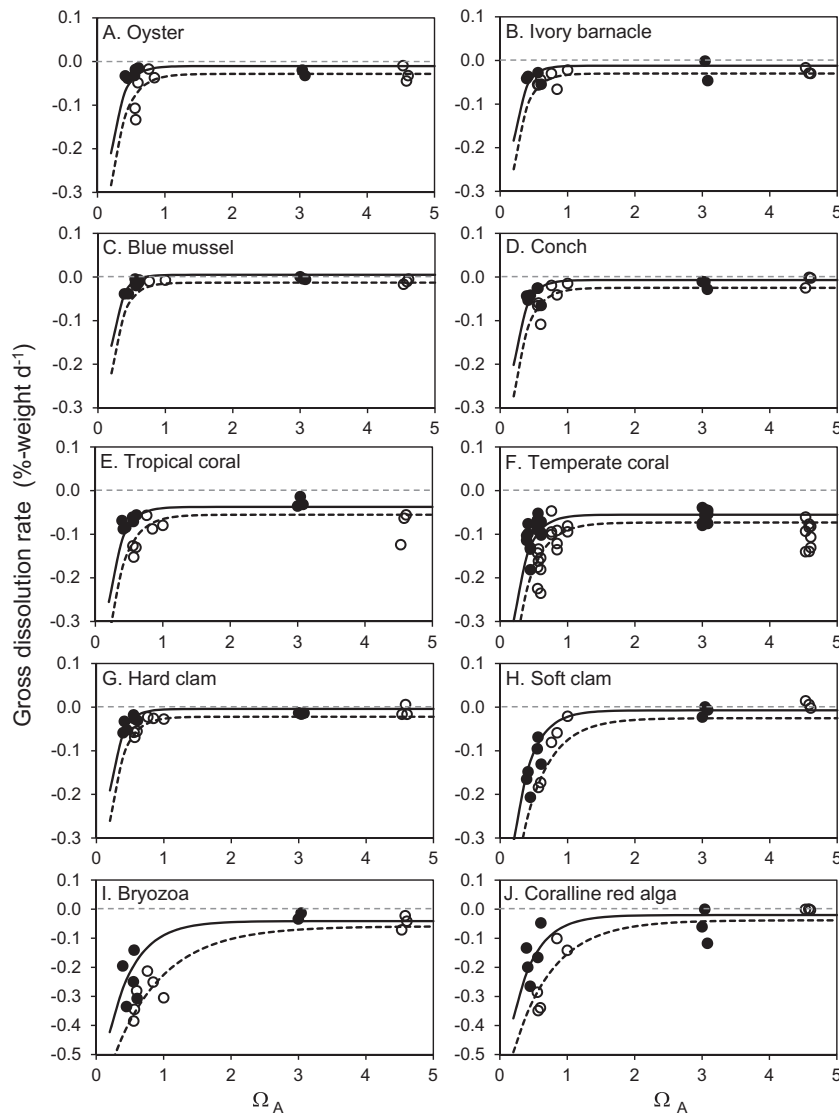 A. Oyster
0.1
0.0
-0.1
-0.2
-0.3
0 1 2 3 4 5
B. Ivory barnacle
0.1
0.0
-0.1
-0.2
-0.3
0 1 2 3 4 5
C. Blue mussel
0.1
0.0
-0.1
-0.2
-0.3
0 1 2 3 4 5
D. Conch
0.1
0.0
-0.1
-0.2
-0.3
0 1 2 3 4 5
Gross dissolution rate (%-weight d⁻¹)
E. Tropical coral
0.1
0.0
-0.1
-0.2
-0.3
0 1 2 3 4 5
F. Temperate coral
0.1
0.0
-0.1
-0.2
-0.3
0 1 2 3 4 5
G. Hard clam
0.1
0.0
-0.1
-0.2
-0.3
0 1 2 3 4 5
H. Soft clam
0.1
0.0
-0.1
-0.2
-0.3
0 1 2 3 4 5
I. Bryozoa
0.1
0.0
-0.1
-0.2
-0.3
-0.4
-0.5
0 1 2 3 4 5
Ω_A
J. Coralline red alga
0.1
0.0
-0.1
-0.2
-0.3
-0.4
-0.5
0 1 2 3 4 5
Ω_A